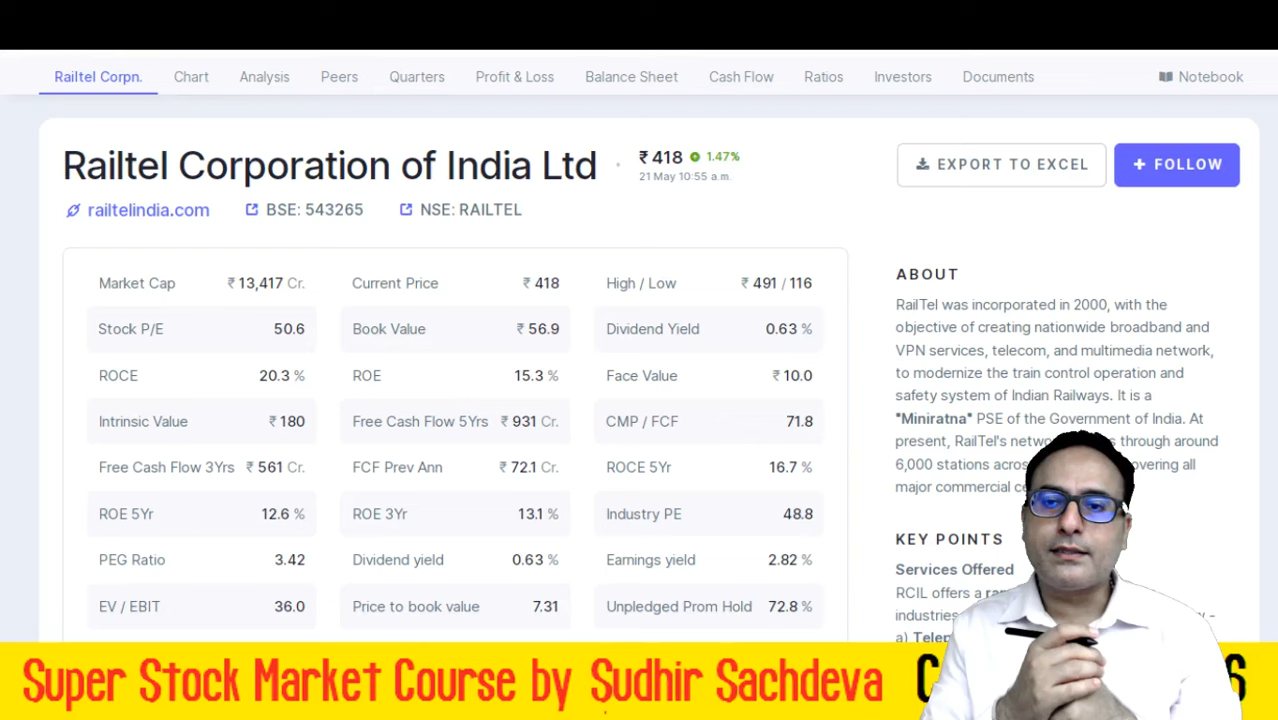 Railtel Corpn. Chart Analysis Peers Quarters Profit & Loss Balance Sheet Cash Flow Ratios Investors Documents Notebook
Railtel Corporation of India Ltd ₹ 418 1.47%
21 May 10:55 a.m.
EXPORT TO EXCEL + FOLLOW
railtelindia.com BSE: 543265 NSE: RAILTEL
Market Cap ₹ 13,417 Cr. Current Price ₹ 418 High / Low ₹ 491 / 116
Stock P/E 50.6 Book Value ₹ 56.9 Dividend Yield 0.63 %
ROCE 20.3 % ROE 15.3 % Face Value ₹ 10.0
Intrinsic Value ₹ 180 Free Cash Flow 5Yrs ₹ 931 Cr. CMP / FCF 71.8
Free Cash Flow 3Yrs ₹ 561 Cr. FCF Prev Ann ₹ 72.1 Cr. ROCE 5Yr 16.7 %
ROE 5Yr 12.6 % ROE 3Yr 13.1 % Industry PE 48.8
PEG Ratio 3.42 Dividend yield 0.63 % Earnings yield 2.82 %
EV / EBIT 36.0 Price to book value 7.31 Unpledged Prom Hold 72.8 %
ABOUT
RailTel was incorporated in 2000, with the
objective of creating nationwide broadband and
VPN services, telecom, and multimedia network,
to modernize the train control operation and
safety system of Indian Railways. It is a
"Miniratna" PSE of the Government of India. At
present, RailTel's through around
6,000 stations covering all
major commercial
KEY POINTS
Services Offered
RCIL offers a
industries
a)
Super Stock Market Course by Sudhir Sachdeva